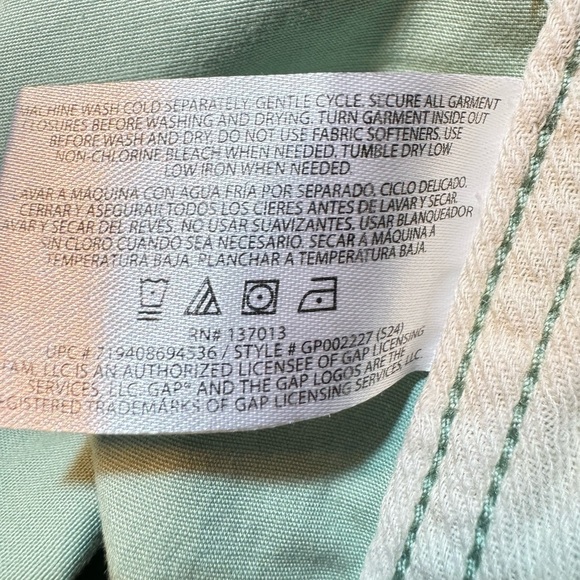 MACHINE WASH COLD SEPARATELY. GENTLE CYCLE. SECURE ALL GARMENT
CLOSURES BEFORE WASHING AND DRYING. TURN GARMENT INSIDE OUT
BEFORE WASH AND DRY. DO NOT USE FABRIC SOFTENERS. USE
NON-CHLORINE BLEACH WHEN NEEDED. TUMBLE DRY LOW.
LOW IRON WHEN NEEDED.
LAVAR A MÁQUINA CON AGUA FRÍA POR SEPARADO. CICLO DELICADO.
CERRAR Y ASEGURAR TODOS LOS CIERES ANTES DE LAVAR Y SECAR.
LAVAR Y SECAR DEL REVÉS. NO USAR SUAVIZANTES. USAR BLANQUEADOR
SIN CLORO CUANDO SEA NECESARIO. SECAR A MÁQUINA A
TEMPERATURA BAJA. PLANCHAR A TEMPERATURA BAJA.
RN# 137013
UPC # 719408694536 / STYLE # GP002227 (S24)
FAM, LLC IS AN AUTHORIZED LICENSEE OF GAP LICENSING
SERVICES, LLC. GAP® AND THE GAP LOGOS ARE THE
REGISTERED TRADEMARKS OF GAP LICENSING SERVICES, LLC.